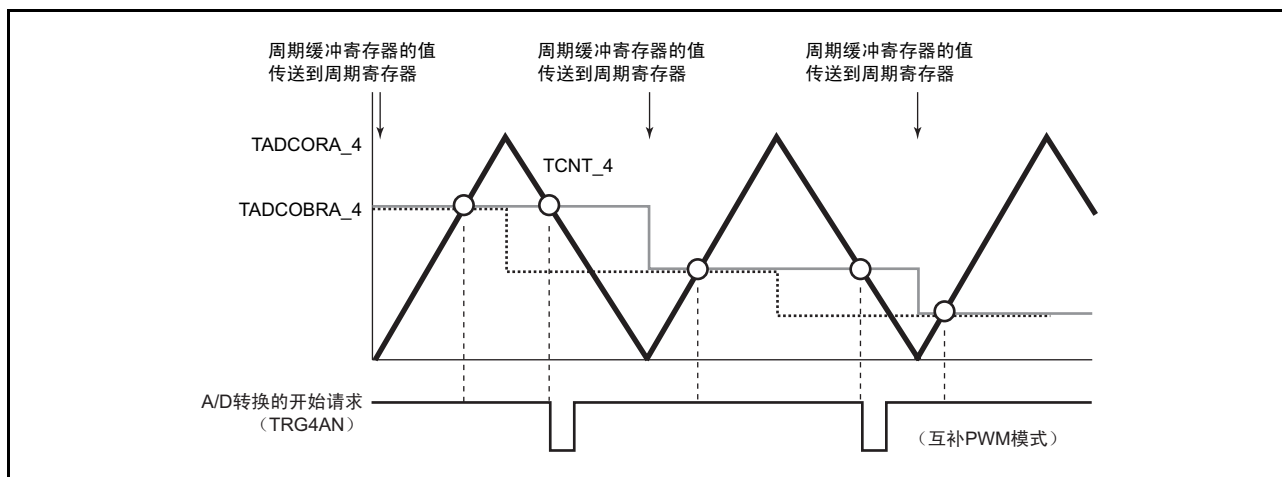 周期缓冲寄存器的值
传送到周期寄存器
周期缓冲寄存器的值
传送到周期寄存器
周期缓冲寄存器的值
传送到周期寄存器
TADCORA_4
TCNT_4
TADCOBRA_4
A/D转换的开始请求
（TRG4AN）
（互补PWM模式）